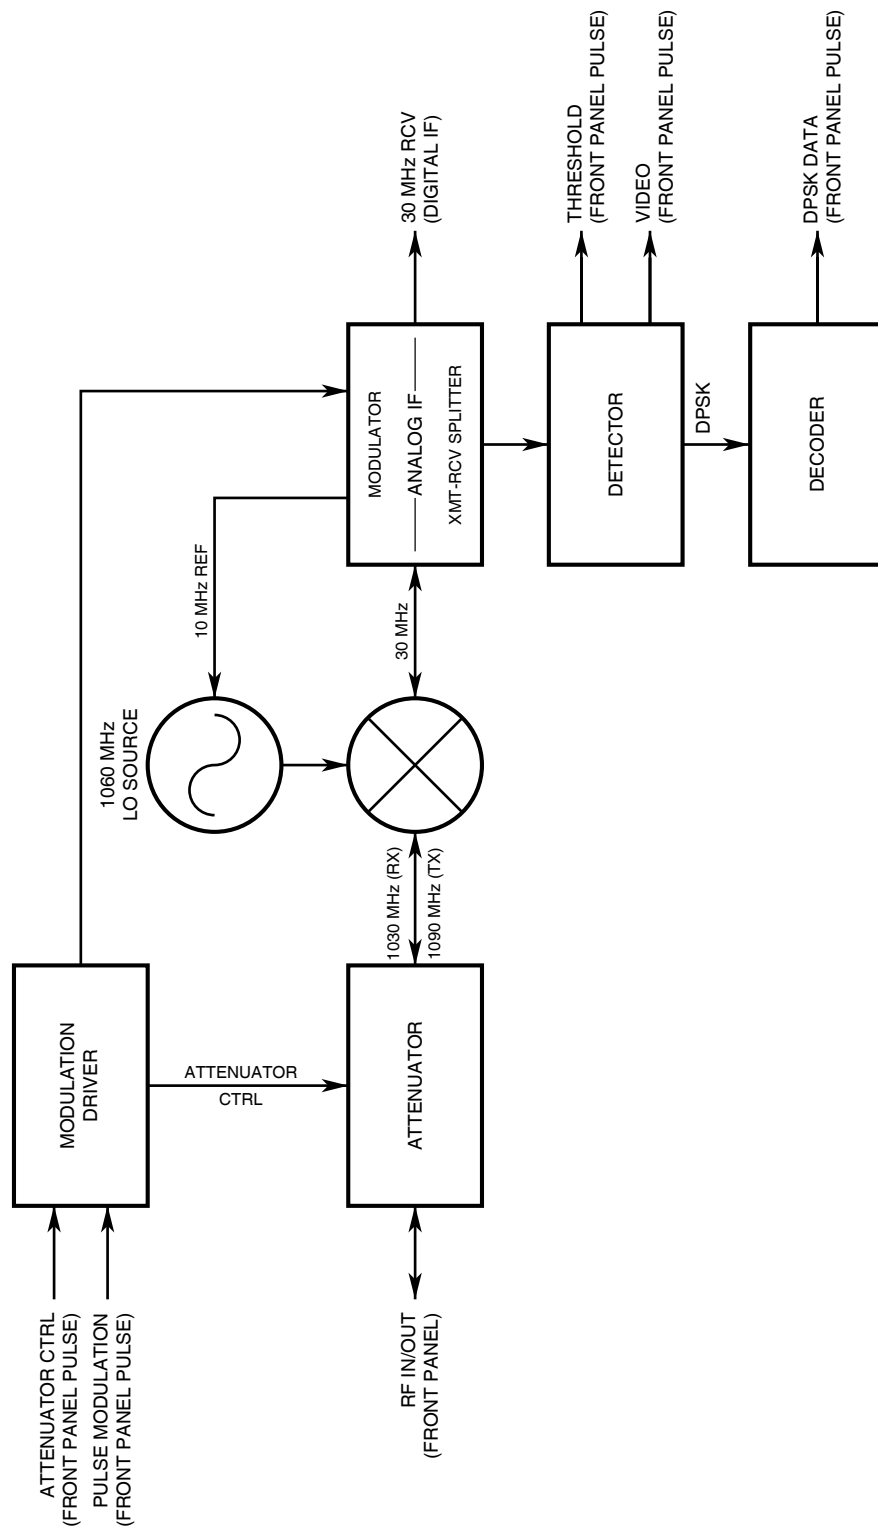 ATTENUATOR CTRL
(FRONT PANEL PULSE)
PULSE MODULATION
(FRONT PANEL PULSE)
MODULATION
DRIVER
ATTENUATOR
CTRL
RF IN/OUT
(FRONT PANEL)
ATTENUATOR
1030 MHz (RX)
1090 MHz (TX)
1060 MHz
LO SOURCE
10 MHz REF
30 MHz
MODULATOR
ANALOG IF
XMT-RCV SPLITTER
30 MHz RCV
(DIGITAL IF)
DETECTOR
THRESHOLD
(FRONT PANEL PULSE)
VIDEO
(FRONT PANEL PULSE)
DPSK
DECODER
DPSK DATA
(FRONT PANEL PULSE)